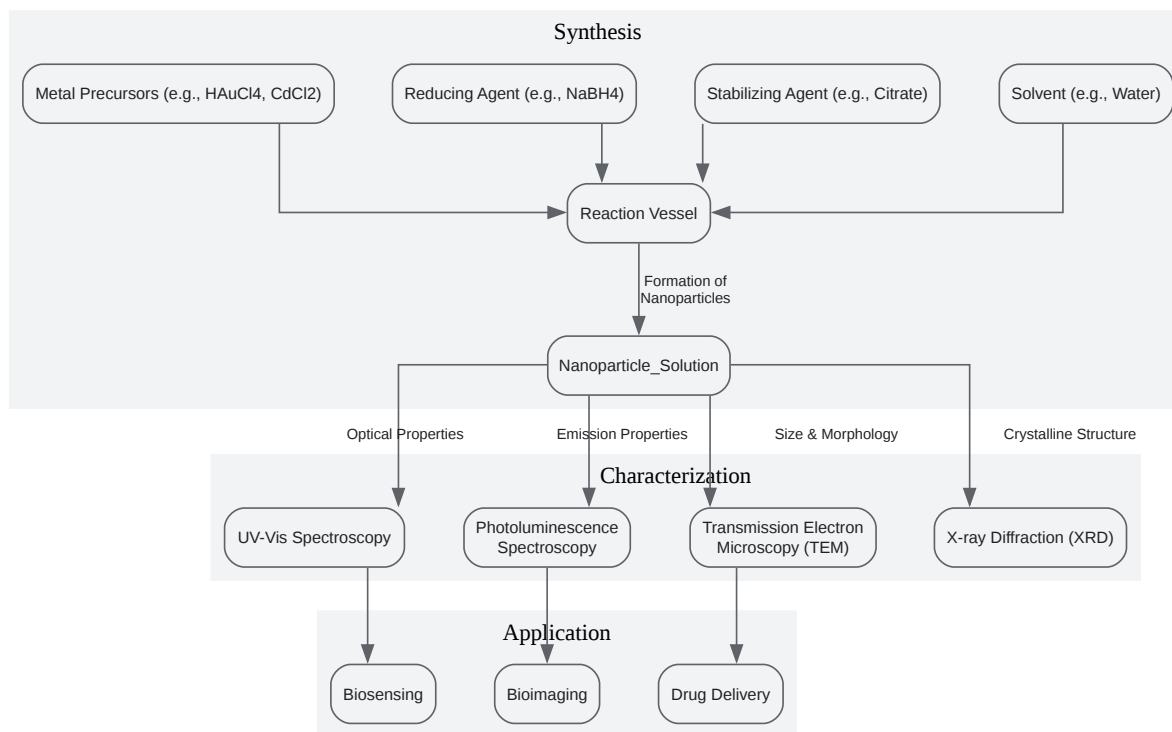 Synthesis
Metal Precursors (e.g., HAuCl4, CdCl2)
Reducing Agent (e.g., NaBH4)
Stabilizing Agent (e.g., Citrate)
Solvent (e.g., Water)
Reaction Vessel
Formation of
Nanoparticles
Nanoparticle_Solution
Optical Properties
Emission Properties
Size & Morphology
Crystalline Structure
Characterization
UV-Vis Spectroscopy
Photoluminescence
Spectroscopy
Transmission Electron
Microscopy (TEM)
X-ray Diffraction (XRD)
Application
Biosensing
Bioimaging
Drug Delivery